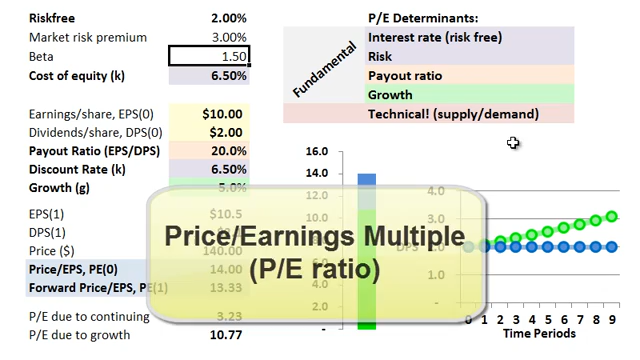 Riskfree 2.00%
Market risk premium 3.00%
Beta 1.50
Cost of equity (k) 6.50%
P/E Determinants:
Fundamental
Interest rate (risk free)
Risk
Payout ratio
Growth
Technical! (supply/demand)
Earnings/share, EPS(0) $10.00
Dividends/share, DPS(0) $2.00
Payout Ratio (EPS/DPS) 20.0%
Discount Rate (k) 6.50%
Growth (g) 5.0%
EPS(1) $10.5
DPS(1)
Price ($) 140.00
Price/EPS, PE(0) 14.00
Forward Price/EPS, PE(1) 13.33
P/E due to continuing 3.23
P/E due to growth 10.77
Price/Earnings Multiple
(P/E ratio)
16.0
14.0
12.0
10.0
2.0
-
4.0
3.0
DPS 2.0
1.0
-
0 1 2 3 4 5 6 7 8 9
Time Periods